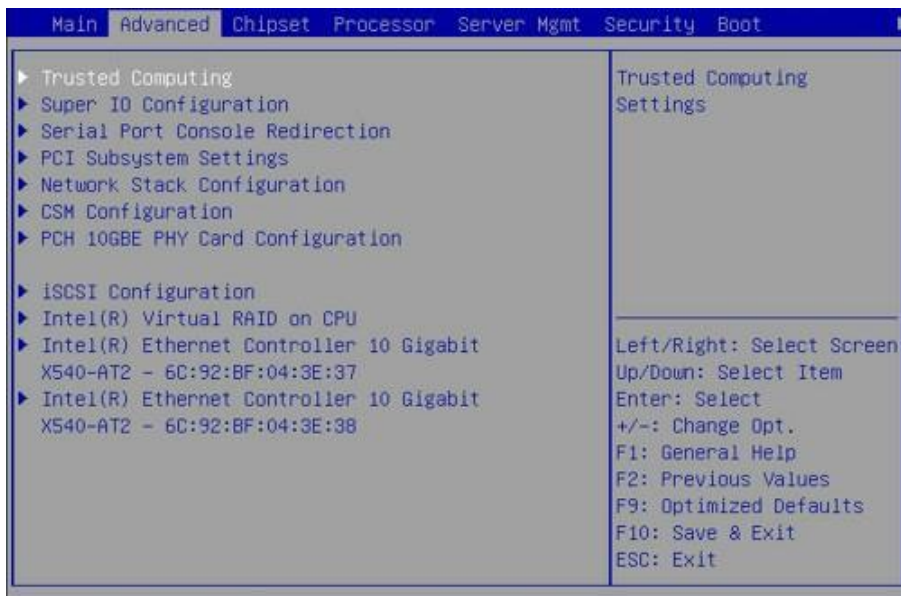 Main Advanced Chipset Processor Server Mgmt Security Boot
Trusted Computing
Super IO Configuration
Serial Port Console Redirection
PCI Subsystem Settings
Network Stack Configuration
CSM Configuration
PCH 10GBE PHY Card Configuration
iSCSI Configuration
Intel(R) Virtual RAID on CPU
Intel(R) Ethernet Controller 10 Gigabit
X540-AT2 - 6C:92:BF:04:3E:37
Intel(R) Ethernet Controller 10 Gigabit
X540-AT2 - 6C:92:BF:04:3E:38
Trusted Computing
Settings
Left/Right: Select Screen
Up/Down: Select Item
Enter: Select
+/-: Change Opt.
F1: General Help
F2: Previous Values
F9: Optimized Defaults
F10: Save & Exit
ESC: Exit